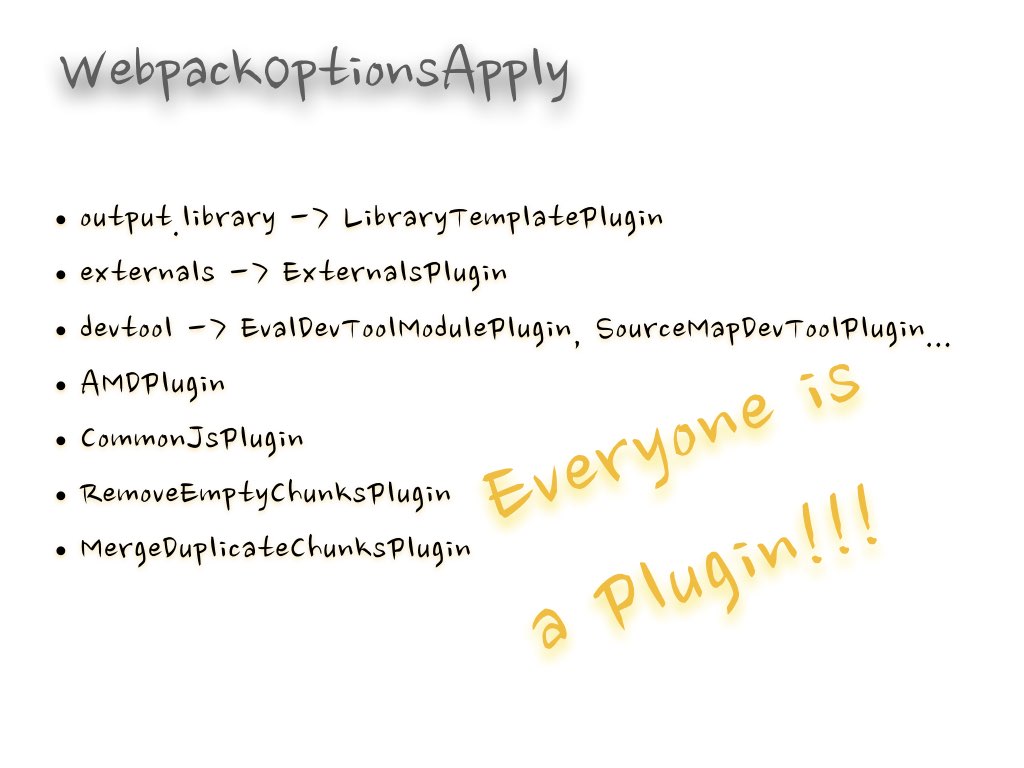 WebpackOptionsApply
• output.library -> LibraryTemplatePlugin
• externals -> ExternalsPlugin
• devtool -> EvalDevToolModulePlugin, SourceMapDevToolPlugin...
• AMDPlugin
• CommonJsPlugin
• RemoveEmptyChunksPlugin
• MergeDuplicateChunksPlugin
Everyone is
a Plugin!!!